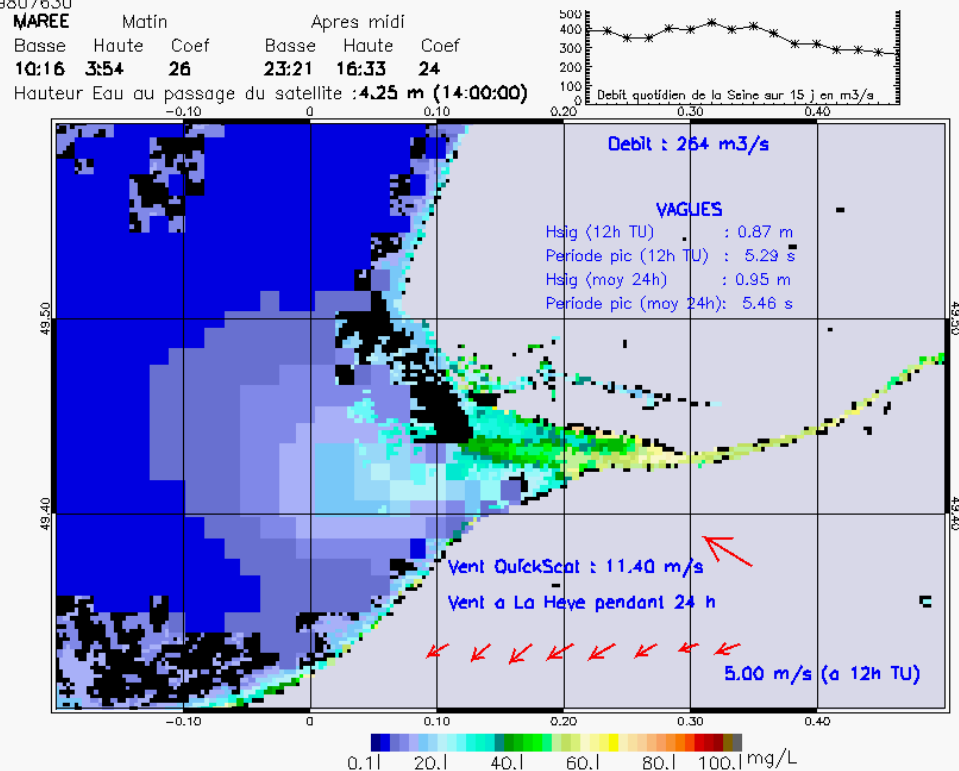 9807630
MAREE Matin Apres midi
Basse Haute Coef Basse Haute Coef
10:16 3:54 26 23:21 16:33 24
Hauteur Eau au passage du satellite :4.25 m (14:00:00)
500
400
300
200
100
0
Debit quotidien de la Seine sur 15 j en m3/s
-0.10 0 0.10 0.20 0.30 0.40
Debit : 264 m3/s
VAGUES
Hsig (12h TU) : 0.87 m
Periode pic (12h TU) : 5.29 s
Hsig (moy 24h) : 0.95 m
Periode pic (moy 24h): 5.46 s
49.50 49.50
49.40 49.40
Vent QuickScat : 11.40 m/s
Vent a La Heve pendant 24 h
5.00 m/s (a 12h TU)
-0.10 0 0.10 0.20 0.30 0.40
0.1| 20.| 40.| 60.| 80.| 100.| mg/L